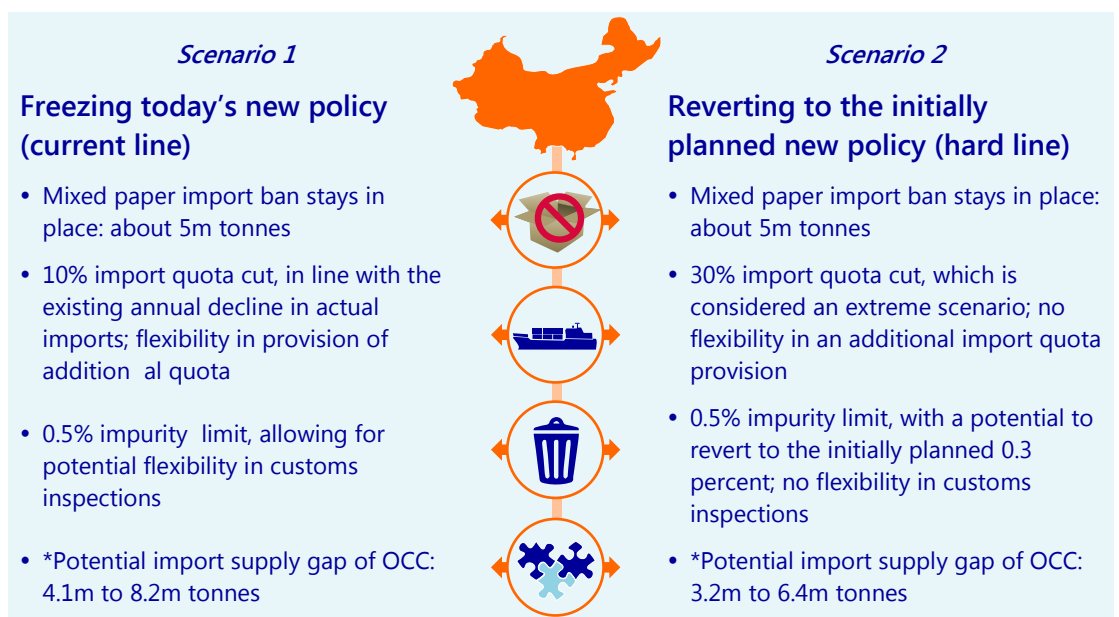 Scenario 1
Freezing today's new policy
(current line)
• Mixed paper import ban stays in
place: about 5m tonnes
• 10% import quota cut, in line with the
existing annual decline in actual
imports; flexibility in provision of
addition al quota
• 0.5% impurity limit, allowing for
potential flexibility in customs
inspections
• *Potential import supply gap of OCC:
4.1m to 8.2m tonnes
Scenario 2
Reverting to the initially
planned new policy (hard line)
• Mixed paper import ban stays in place:
about 5m tonnes
• 30% import quota cut, which is
considered an extreme scenario; no
flexibility in an additional import quota
provision
• 0.5% impurity limit, with a potential to
revert to the initially planned 0.3
percent; no flexibility in customs
inspections
• *Potential import supply gap of OCC:
3.2m to 6.4m tonnes